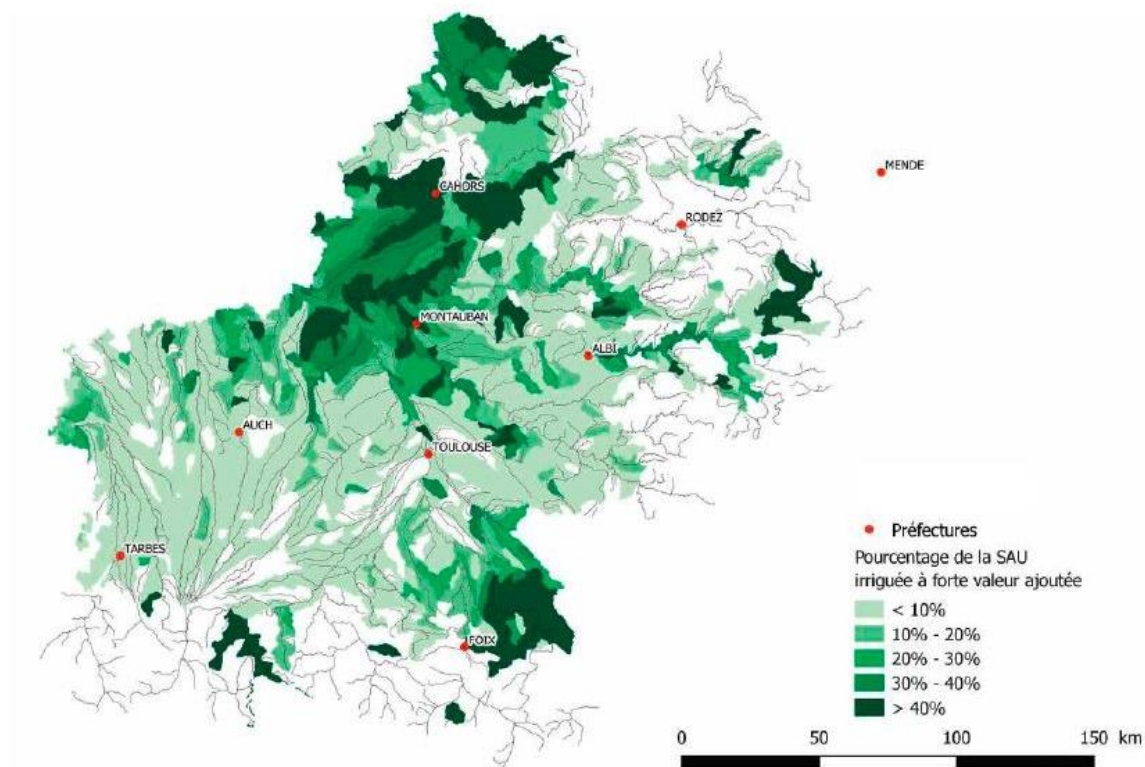 MENDE
CAHORS
RODEZ
MONTAUBAN
ALBI
AUCH
TOULOUSE
TARBES
FOIX
Préfectures
Pourcentage de la SAU
irriguée à forte valeur ajoutée
< 10%
10% - 20%
20% - 30%
30% - 40%
> 40%
0 50 100 150 km